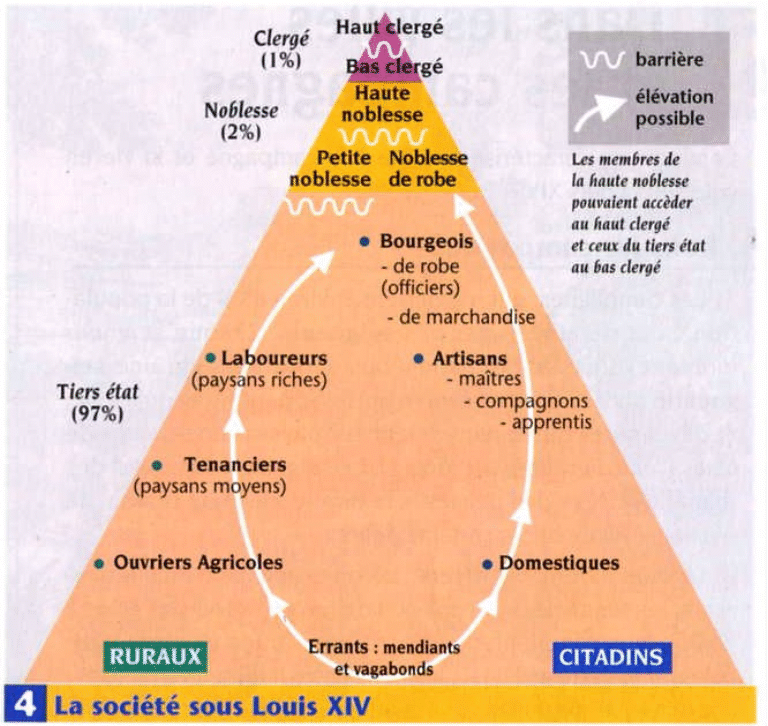 Clergé
(1%)
Haut clergé
Bas clergé
Noblesse
(2%)
Haute
noblesse
Petite
noblesse
Noblesse
de robe
barrière
élévation
possible
Les membres de
la haute noblesse
pouvaient accèder
au haut clergé
et ceux du tiers état
au bas clergé
Tiers état
(97%)
Bourgeois
- de robe
(officiers)
- de marchandise
Laboureurs
(paysans riches)
Artisans
- maîtres
- compagnons
- apprentis
Tenanciers
(paysans moyens)
Ouvriers Agricoles
Domestiques
Errants : mendiants
et vagabonds
RURAUX
CITADINS
4 La société sous Louis XIV